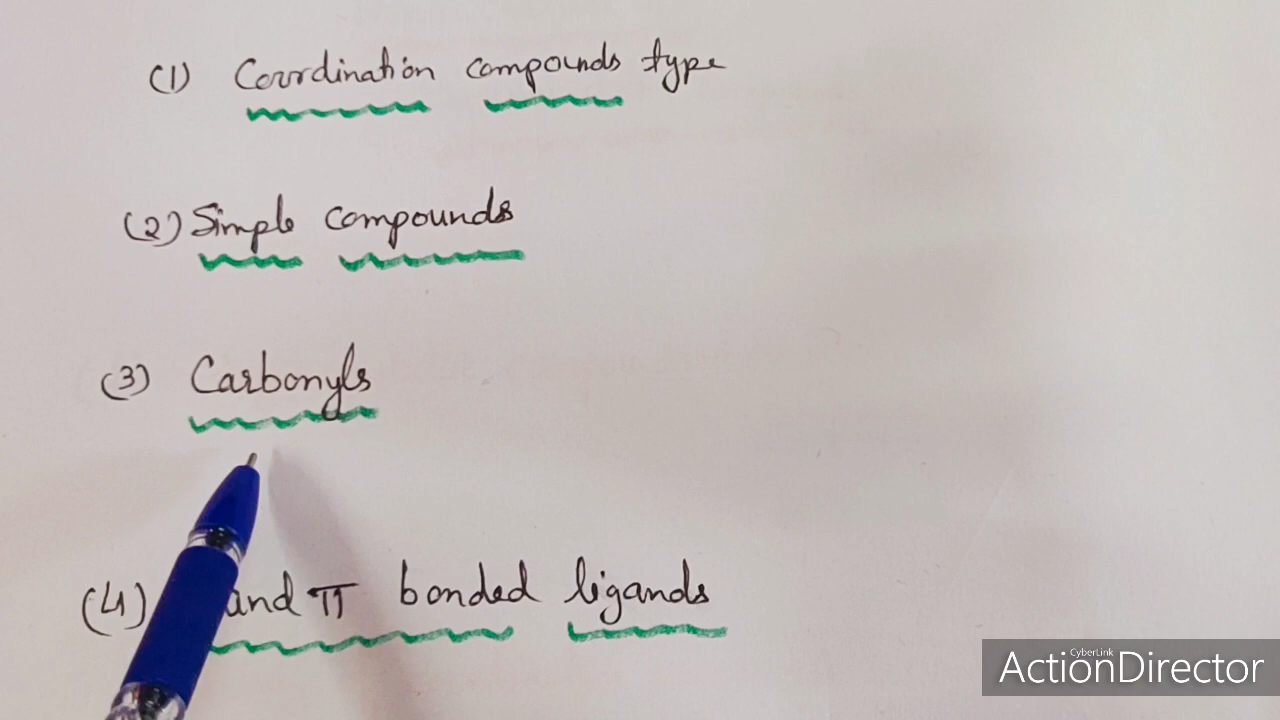 (1) Coordination compounds type
(2) Simple compounds
(3) Carbonyls
(4) and π bonded ligands
CyberLink
ActionDirector